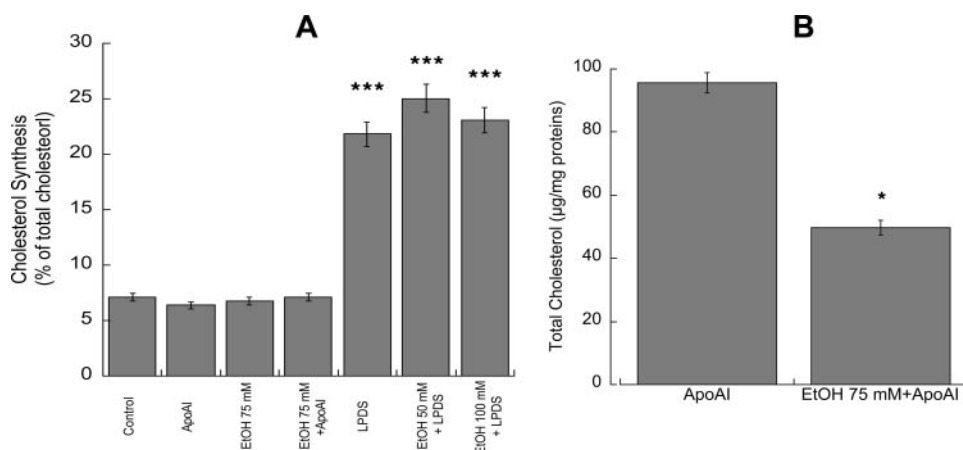 A
Cholesterol Synthesis
(% of total cholesteorl)
30
25
20
15
10
5
0
***
***
***
Control
ApoAI
EtOH 75 mM
EtOH 75 mM
+ApoAI
LPDS
EtOH 50 mM
+ LPDS
EtOH 100 mM
+ LPDS
B
Total Cholesterol (µg/mg proteins)
100
80
60
40
20
0
*
ApoAI
EtOH 75 mM+ApoAI